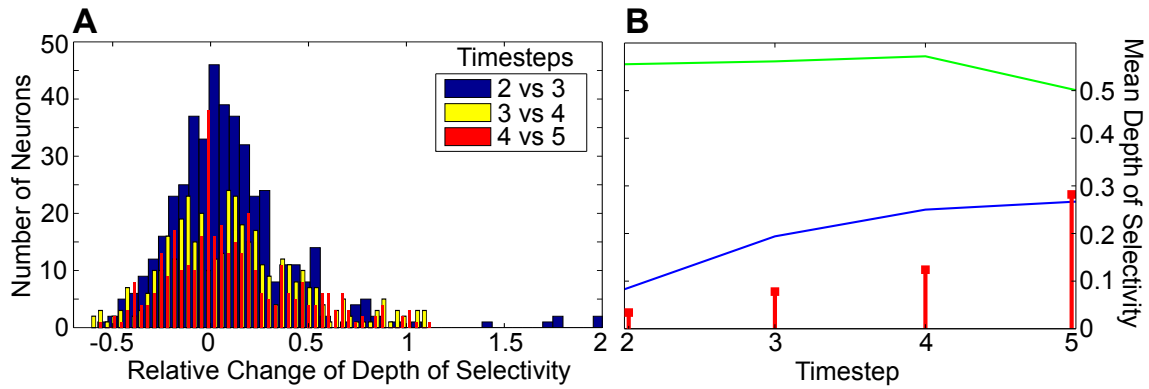 A
B
50
40
30
20
10
0
Number of Neurons
Timesteps
2 vs 3
3 vs 4
4 vs 5
-0.5
0
0.5
1
1.5
2
Relative Change of Depth of Selectivity
0.5
0.4
0.3
0.2
0.1
0
Mean Depth of Selectivity
2
3
4
5
Timestep